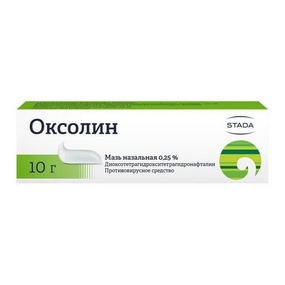 STADA
Оксолин
10 г
Мазь назальная 0,25 %
Диоксотетрагидрокситетрагидронафталин
Противовирусное средство